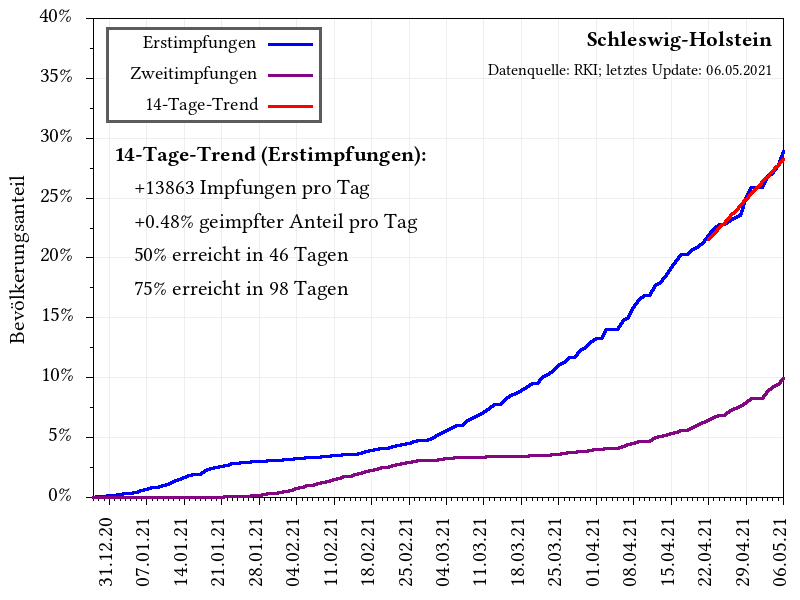 Schleswig-Holstein
Datenquelle: RKI; letztes Update: 06.05.2021
Erstimpfungen
Zweitimpfungen
14-Tage-Trend
14-Tage-Trend (Erstimpfungen):
+13863 Impfungen pro Tag
+0.48% geimpfter Anteil pro Tag
50% erreicht in 46 Tagen
75% erreicht in 98 Tagen
Bevölkerungsanteil
40%
35%
30%
25%
20%
15%
10%
5%
0%
31.12.20
07.01.21
14.01.21
21.01.21
28.01.21
04.02.21
11.02.21
18.02.21
25.02.21
04.03.21
11.03.21
18.03.21
25.03.21
01.04.21
08.04.21
15.04.21
22.04.21
29.04.21
06.05.21